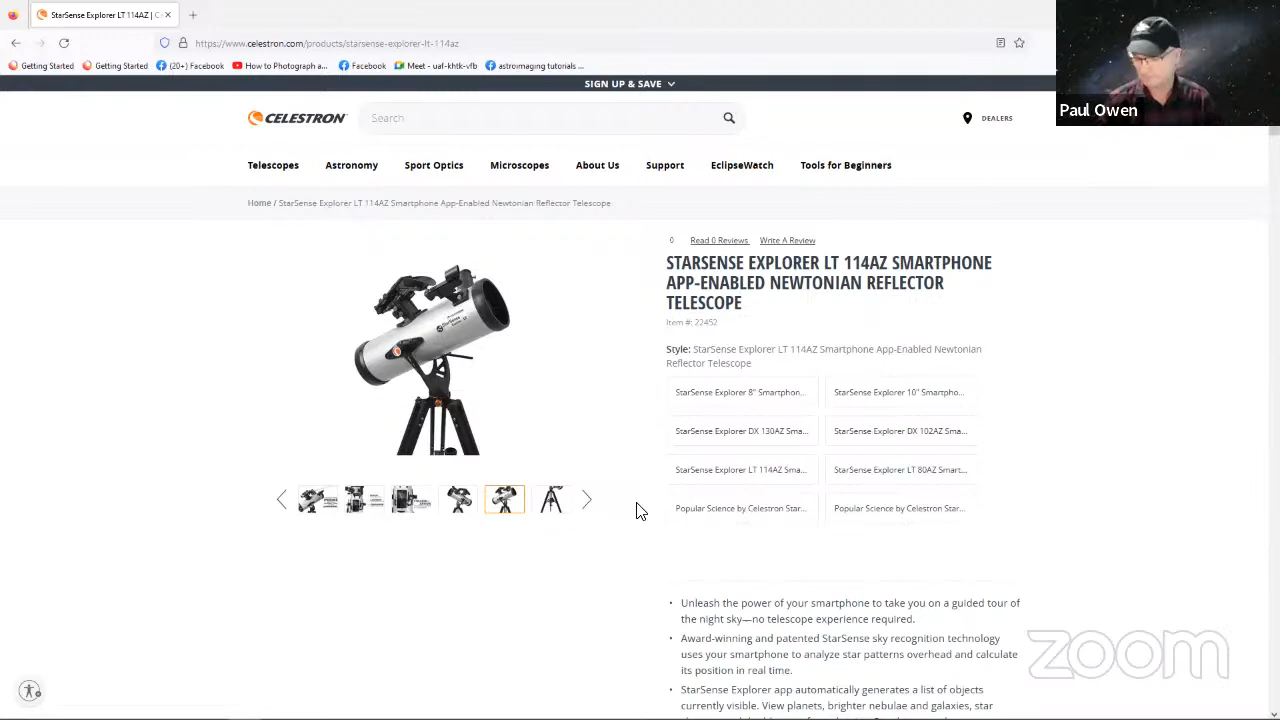 StarSense Explorer LT 114AZ | C
https://www.celestron.com/products/starsense-explorer-lt-114az
Getting Started
Getting Started
(20+) Facebook
How to Photograph a...
Facebook
Meet - uaf-khtk-vfb
astroimaging tutorials ...
SIGN UP & SAVE
CELESTRON
Search
DEALERS
Telescopes
Astronomy
Sport Optics
Microscopes
About Us
Support
EclipseWatch
Tools for Beginners
Home / StarSense Explorer LT 114AZ Smartphone App-Enabled Newtonian Reflector Telescope
Paul Owen
0 Read 0 Reviews Write A Review
STARSENSE EXPLORER LT 114AZ SMARTPHONE
APP-ENABLED NEWTONIAN REFLECTOR
TELESCOPE
Item #: 22452
Style: StarSense Explorer LT 114AZ Smartphone App-Enabled Newtonian
Reflector Telescope
StarSense Explorer 8" Smartphon...
StarSense Explorer 10" Smartpho...
StarSense Explorer DX 130AZ Sma...
StarSense Explorer DX 102AZ Sma...
StarSense Explorer LT 114AZ Sma...
StarSense Explorer LT 80AZ Smart...
Popular Science by Celestron Star...
Popular Science by Celestron Star...
StarSense
• Unleash the power of your smartphone to take you on a guided tour of
the night sky—no telescope experience required.
• Award-winning and patented StarSense sky recognition technology
uses your smartphone to analyze star patterns overhead and calculate
its position in real time.
• StarSense Explorer app automatically generates a list of objects
currently visible. View planets, brighter nebulae and galaxies, star
zoom